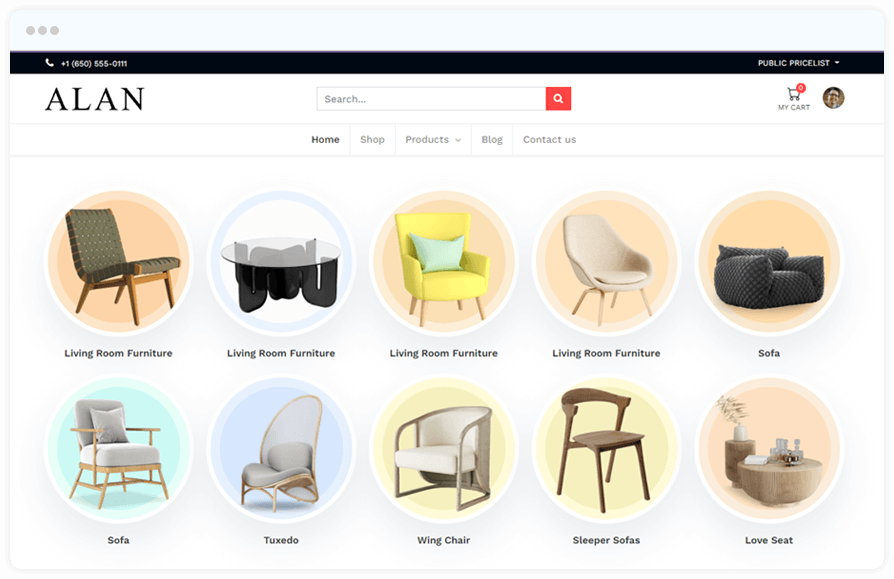 +1 (650) 555-0111
PUBLIC PRICELIST
ALAN
Search...
0
MY CART
Home
Shop
Products
Blog
Contact us
Living Room Furniture
Living Room Furniture
Living Room Furniture
Living Room Furniture
Sofa
Sofa
Tuxedo
Wing Chair
Sleeper Sofas
Love Seat